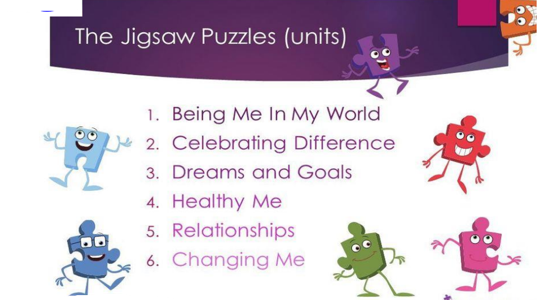 The Jigsaw Puzzles (units)
1. Being Me In My World
2. Celebrating Difference
3. Dreams and Goals
4. Healthy Me
5. Relationships
6. Changing Me